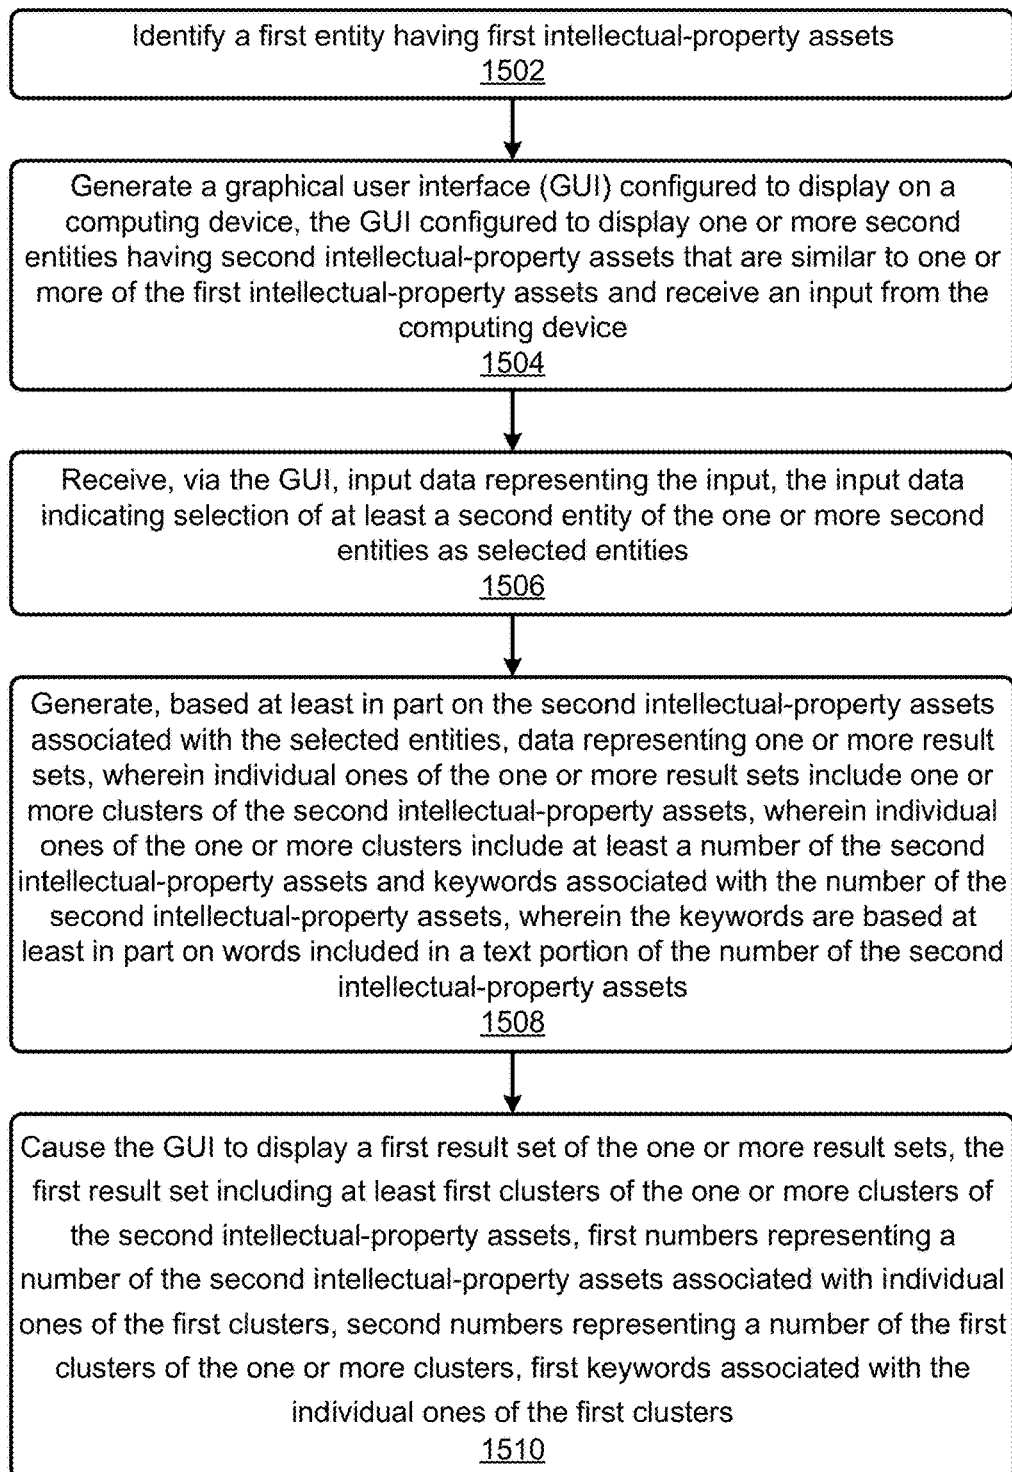 Identify a first entity having first intellectual-property assets
1502
Generate a graphical user interface (GUI) configured to display on a
computing device, the GUI configured to display one or more second
entities having second intellectual-property assets that are similar to one or
more of the first intellectual-property assets and receive an input from the
computing device
1504
Receive, via the GUI, input data representing the input, the input data
indicating selection of at least a second entity of the one or more second
entities as selected entities
1506
Generate, based at least in part on the second intellectual-property assets
associated with the selected entities, data representing one or more result
sets, wherein individual ones of the one or more result sets include one or
more clusters of the second intellectual-property assets, wherein individual
ones of the one or more clusters include at least a number of the second
intellectual-property assets and keywords associated with the number of the
second intellectual-property assets, wherein the keywords are based at
least in part on words included in a text portion of the number of the second
intellectual-property assets
1508
Cause the GUI to display a first result set of the one or more result sets, the
first result set including at least first clusters of the one or more clusters of
the second intellectual-property assets, first numbers representing a
number of the second intellectual-property assets associated with individual
ones of the first clusters, second numbers representing a number of the first
clusters of the one or more clusters, first keywords associated with the
individual ones of the first clusters
1510